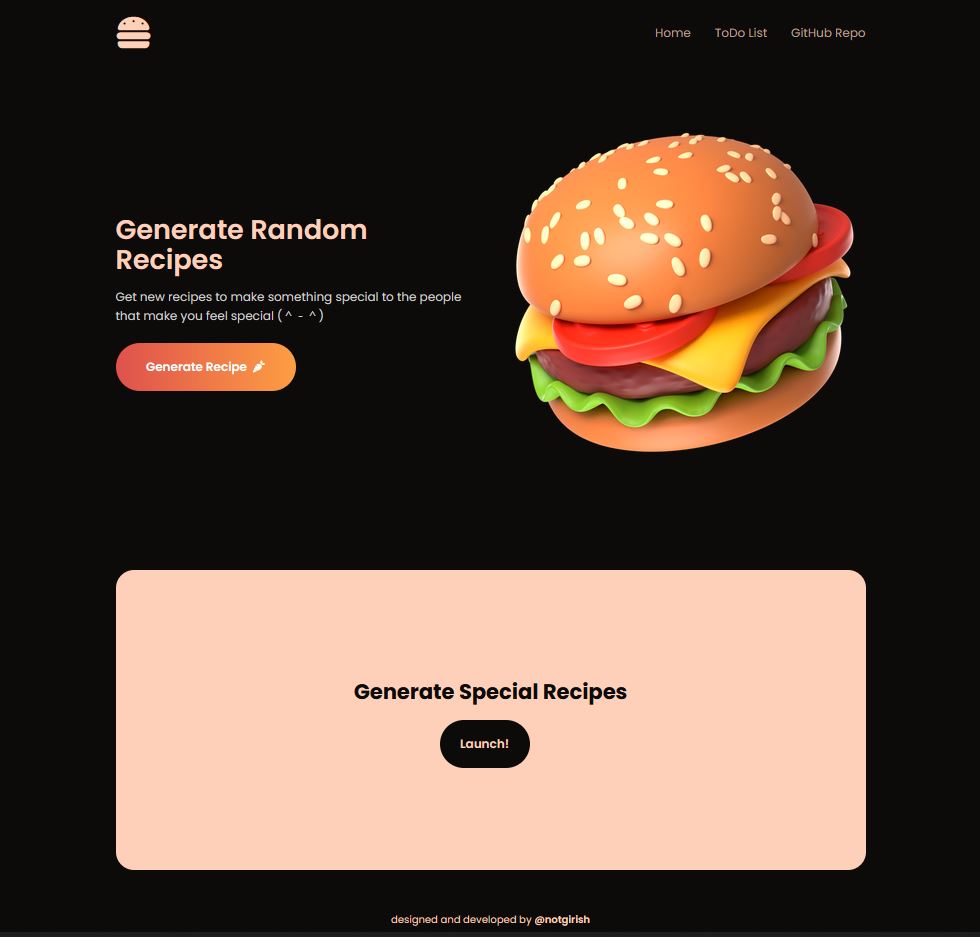 Home ToDo List GitHub Repo
Generate Random
Recipes
Get new recipes to make something special to the people
that make you feel special ( ^ - ^ )
Generate Recipe
Generate Special Recipes
Launch!
designed and developed by @notgirish